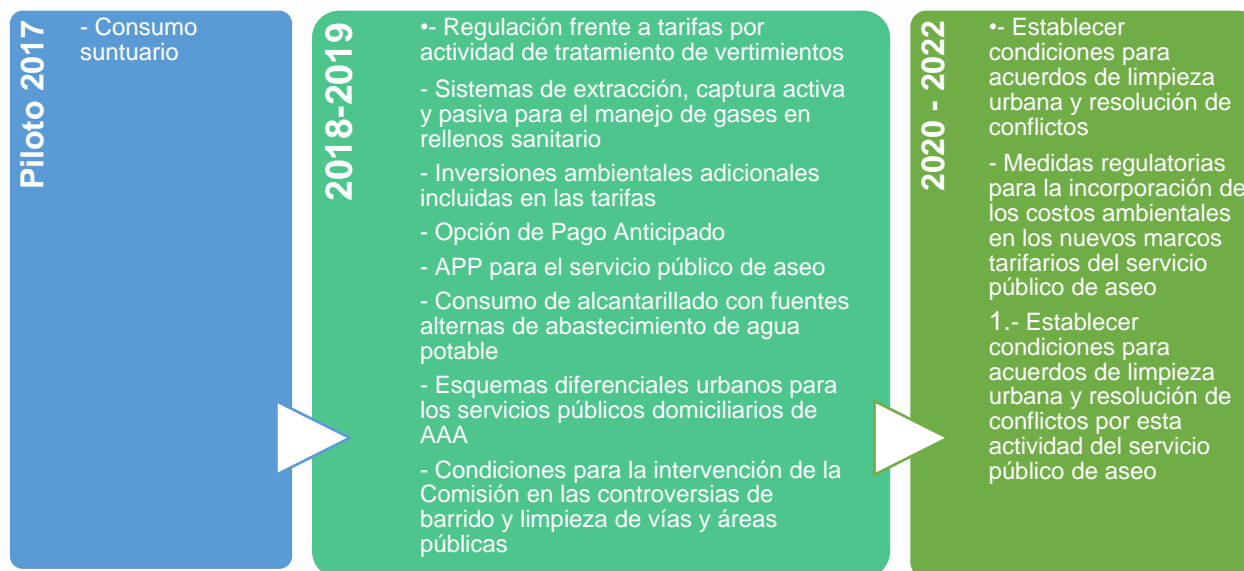 Piloto 2017
- Consumo
suntuario
2018-2019
•- Regulación frente a tarifas por
actividad de tratamiento de vertimientos
- Sistemas de extracción, captura activa
y pasiva para el manejo de gases en
rellenos sanitario
- Inversiones ambientales adicionales
incluidas en las tarifas
- Opción de Pago Anticipado
- APP para el servicio público de aseo
- Consumo de alcantarillado con fuentes
alternas de abastecimiento de agua
potable
- Esquemas diferenciales urbanos para
los servicios públicos domiciliarios de
AAA
- Condiciones para la intervención de la
Comisión en las controversias de
barrido y limpieza de vías y áreas
públicas
2020 - 2022
•- Establecer
condiciones para
acuerdos de limpieza
urbana y resolución de
conflictos
- Medidas regulatorias
para la incorporación de
los costos ambientales
en los nuevos marcos
tarifarios del servicio
público de aseo
1.- Establecer
condiciones para
acuerdos de limpieza
urbana y resolución de
conflictos por esta
actividad del servicio
público de aseo